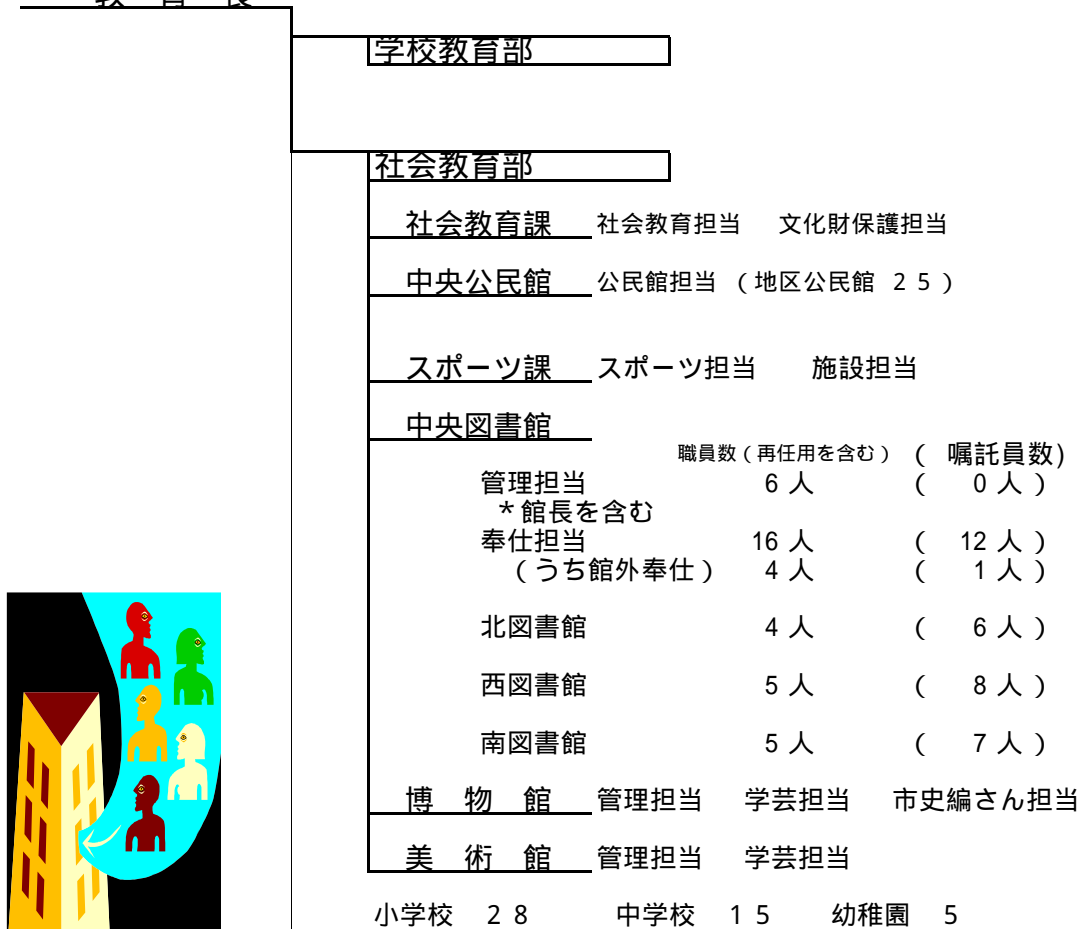 教 育 長
学校教育部
社会教育部
社会教育課 社会教育担当 文化財保護担当
中央公民館 公民館担当 (地区公民館 25)
スポーツ課 スポーツ担当 施設担当
中央図書館
職員数(再任用を含む) ( 嘱託員数)
管理担当 6人 ( 0人 )
*館長を含む
奉仕担当 16人 ( 12人 )
(うち館外奉仕) 4人 ( 1人 )
北図書館 4人 ( 6人 )
西図書館 5人 ( 8人 )
南図書館 5人 ( 7人 )
博 物 館 管理担当 学芸担当 市史編さん担当
美 術 館 管理担当 学芸担当
小学校 28 中学校 15 幼稚園 5